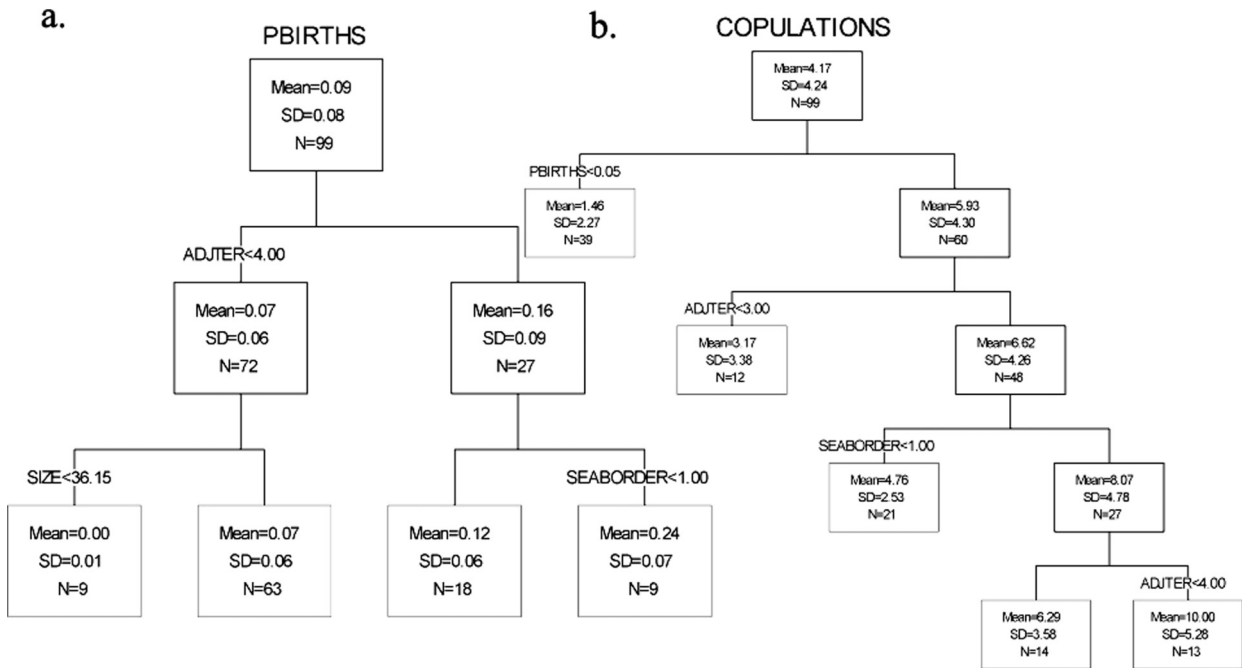 a.
PBIRTHS
Mean=0.09
SD=0.08
N=99
ADJTER<4.00
Mean=0.07
SD=0.06
N=72
Mean=0.16
SD=0.09
N=27
SIZE<36.15
SEABORDER<1.00
Mean=0.00
SD=0.01
N=9
Mean=0.07
SD=0.06
N=63
Mean=0.12
SD=0.06
N=18
Mean=0.24
SD=0.07
N=9
b.
COPULATIONS
Mean=4.17
SD=4.24
N=99
PBIRTHS<0.05
Mean=1.46
SD=2.27
N=39
Mean=5.93
SD=4.30
N=60
ADJTER<3.00
Mean=3.17
SD=3.38
N=12
Mean=6.62
SD=4.26
N=48
SEABORDER<1.00
Mean=4.76
SD=2.53
N=21
Mean=8.07
SD=4.78
N=27
ADJTER<4.00
Mean=6.29
SD=3.58
N=14
Mean=10.00
SD=5.28
N=13